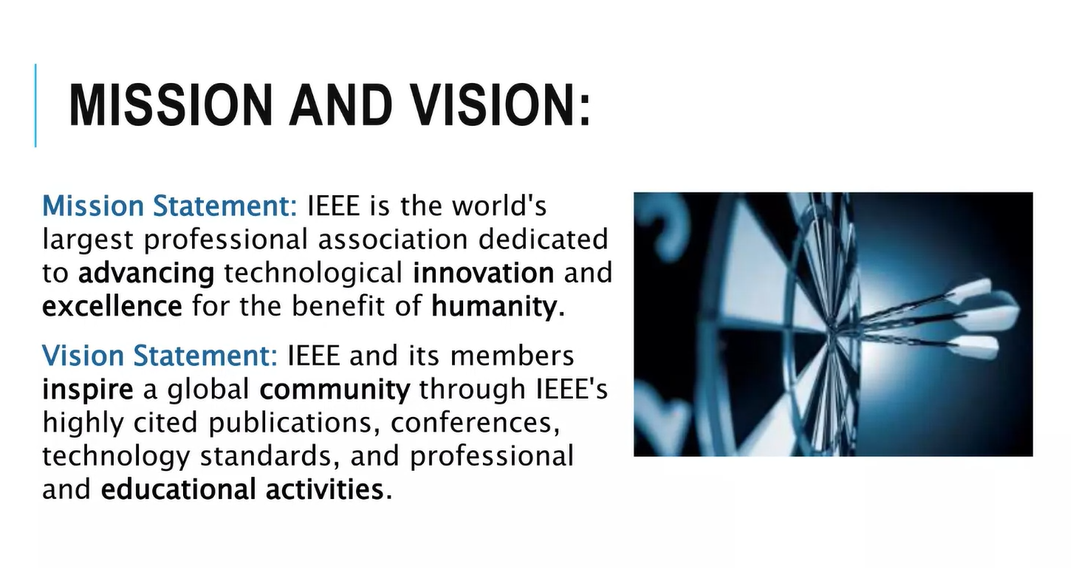 MISSION AND VISION:
Mission Statement: IEEE is the world's
largest professional association dedicated
to advancing technological innovation and
excellence for the benefit of humanity.
Vision Statement: IEEE and its members
inspire a global community through IEEE's
highly cited publications, conferences,
technology standards, and professional
and educational activities.